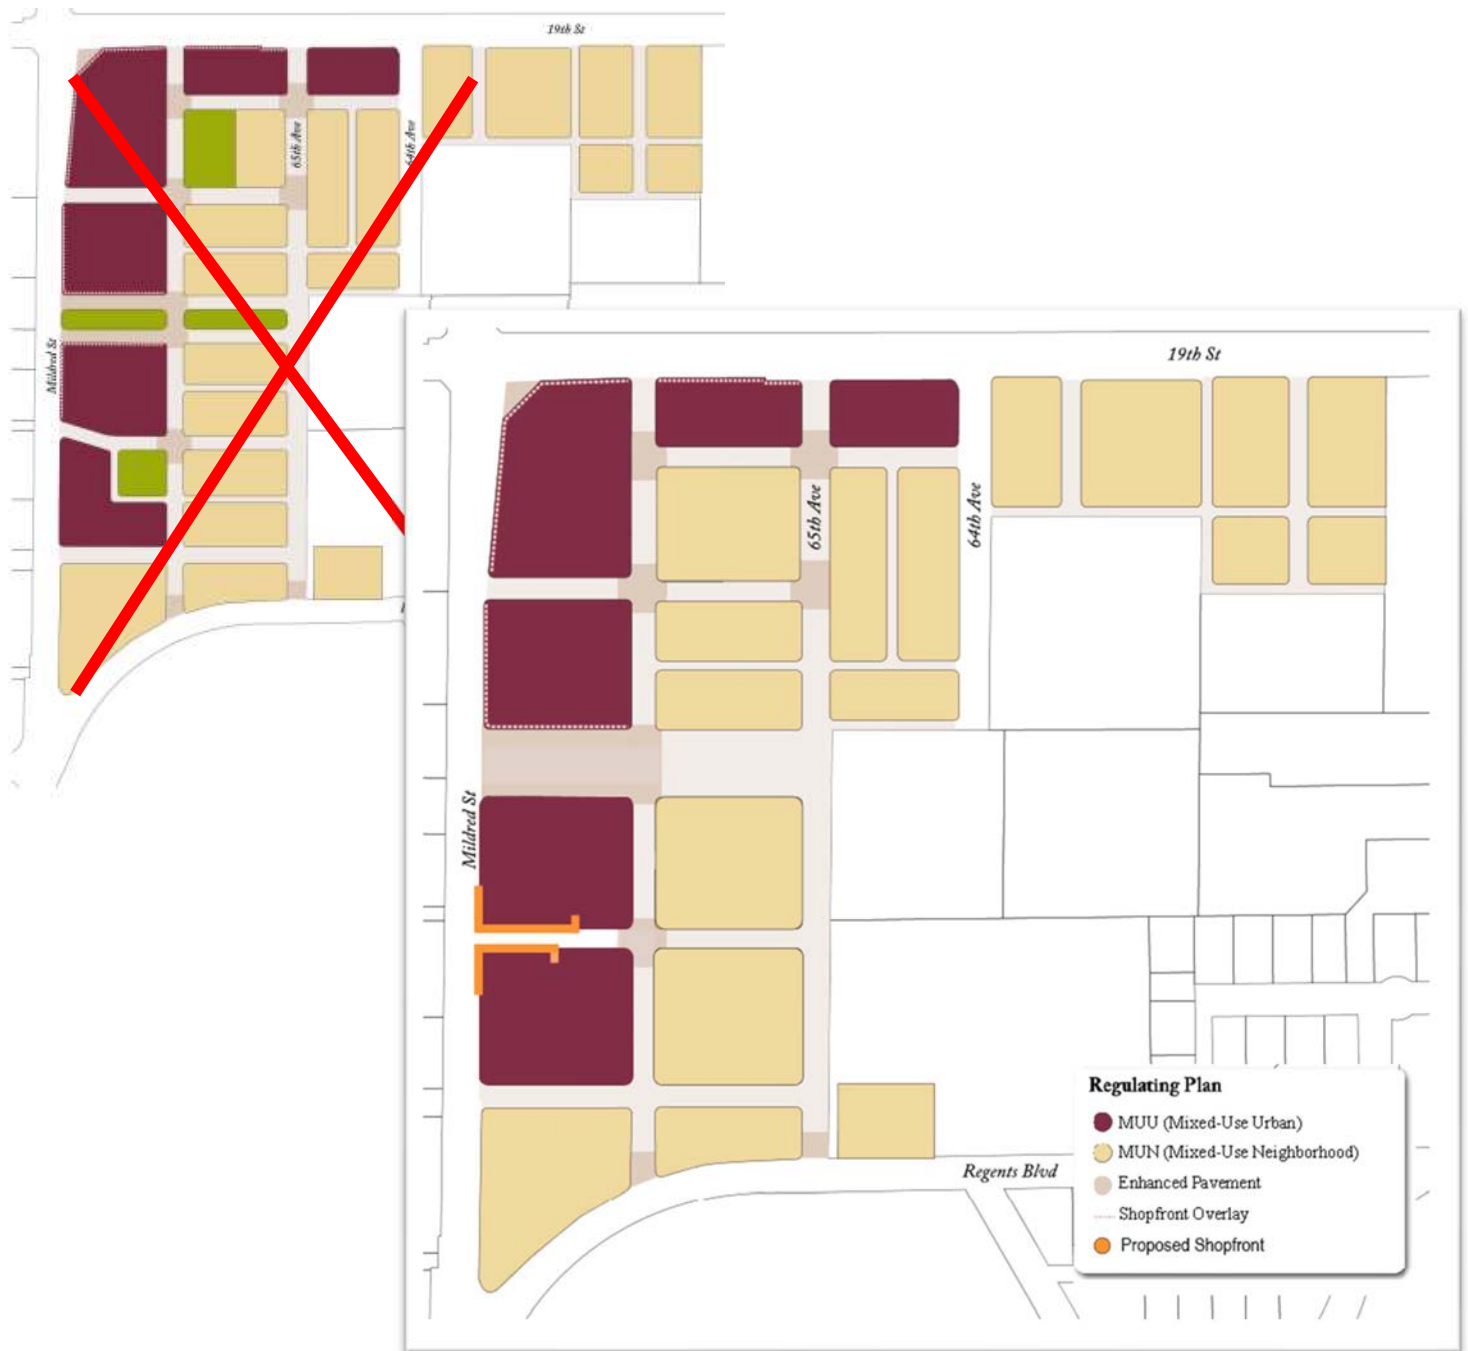 19th St
65th Ave
64th Ave
Mildred St
19th St
65th Ave
64th Ave
Mildred St
Regents Blvd
Regulating Plan
MUU (Mixed-Use Urban)
MUN (Mixed-Use Neighborhood)
Enhanced Pavement
Shopfront Overlay
Proposed Shopfront